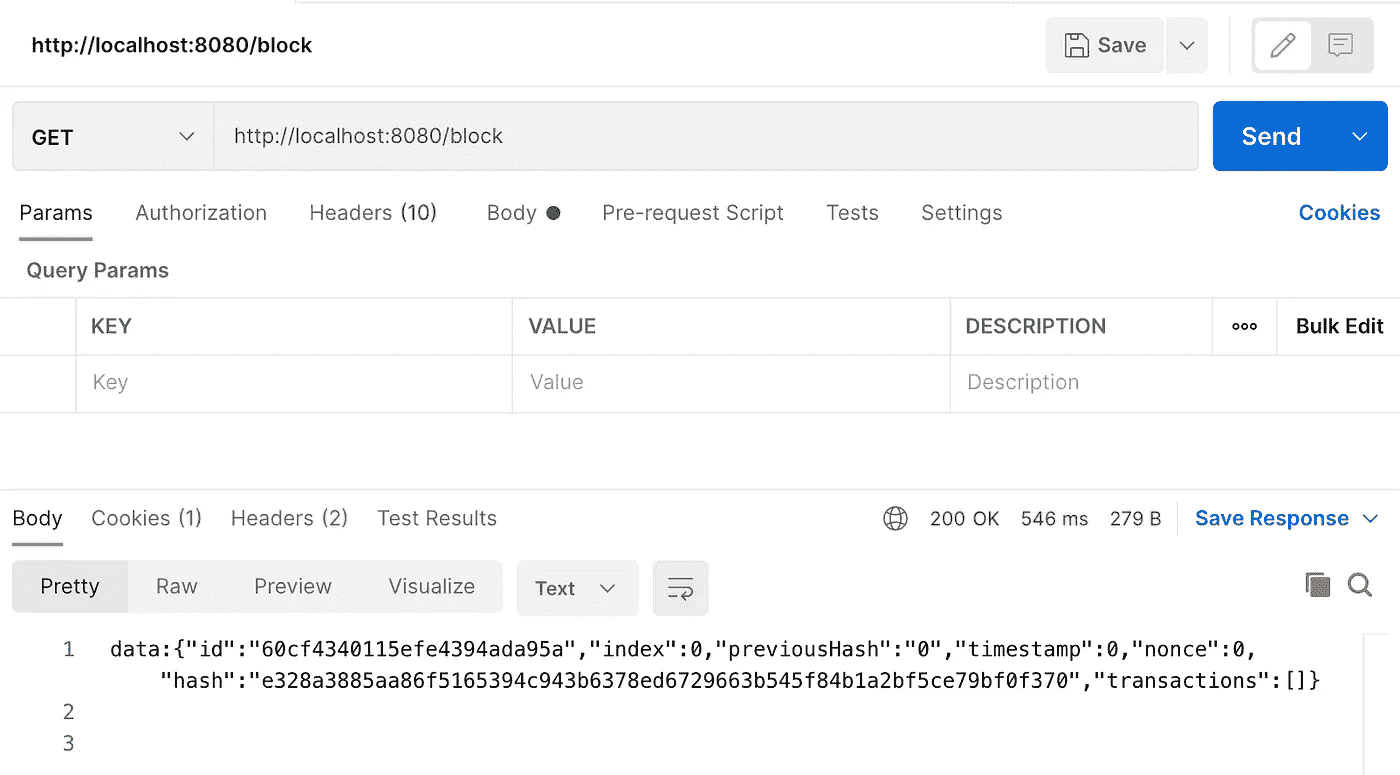 http://localhost:8080/block
Save
GET
http://localhost:8080/block
Send
Params Authorization Headers (10) Body Pre-request Script Tests Settings Cookies
Query Params
KEY VALUE DESCRIPTION Bulk Edit
Key Value Description
Body Cookies (1) Headers (2) Test Results 200 OK 546 ms 279 B Save Response
Pretty Raw Preview Visualize Text
1 data:{"id":"60cf4340115efe4394ada95a","index":0,"previousHash":"0","timestamp":0,"nonce":0,
"hash":"e328a3885aa86f5165394c943b6378ed6729663b545f84b1a2bf5ce79bf0f370","transactions":[]}
2
3